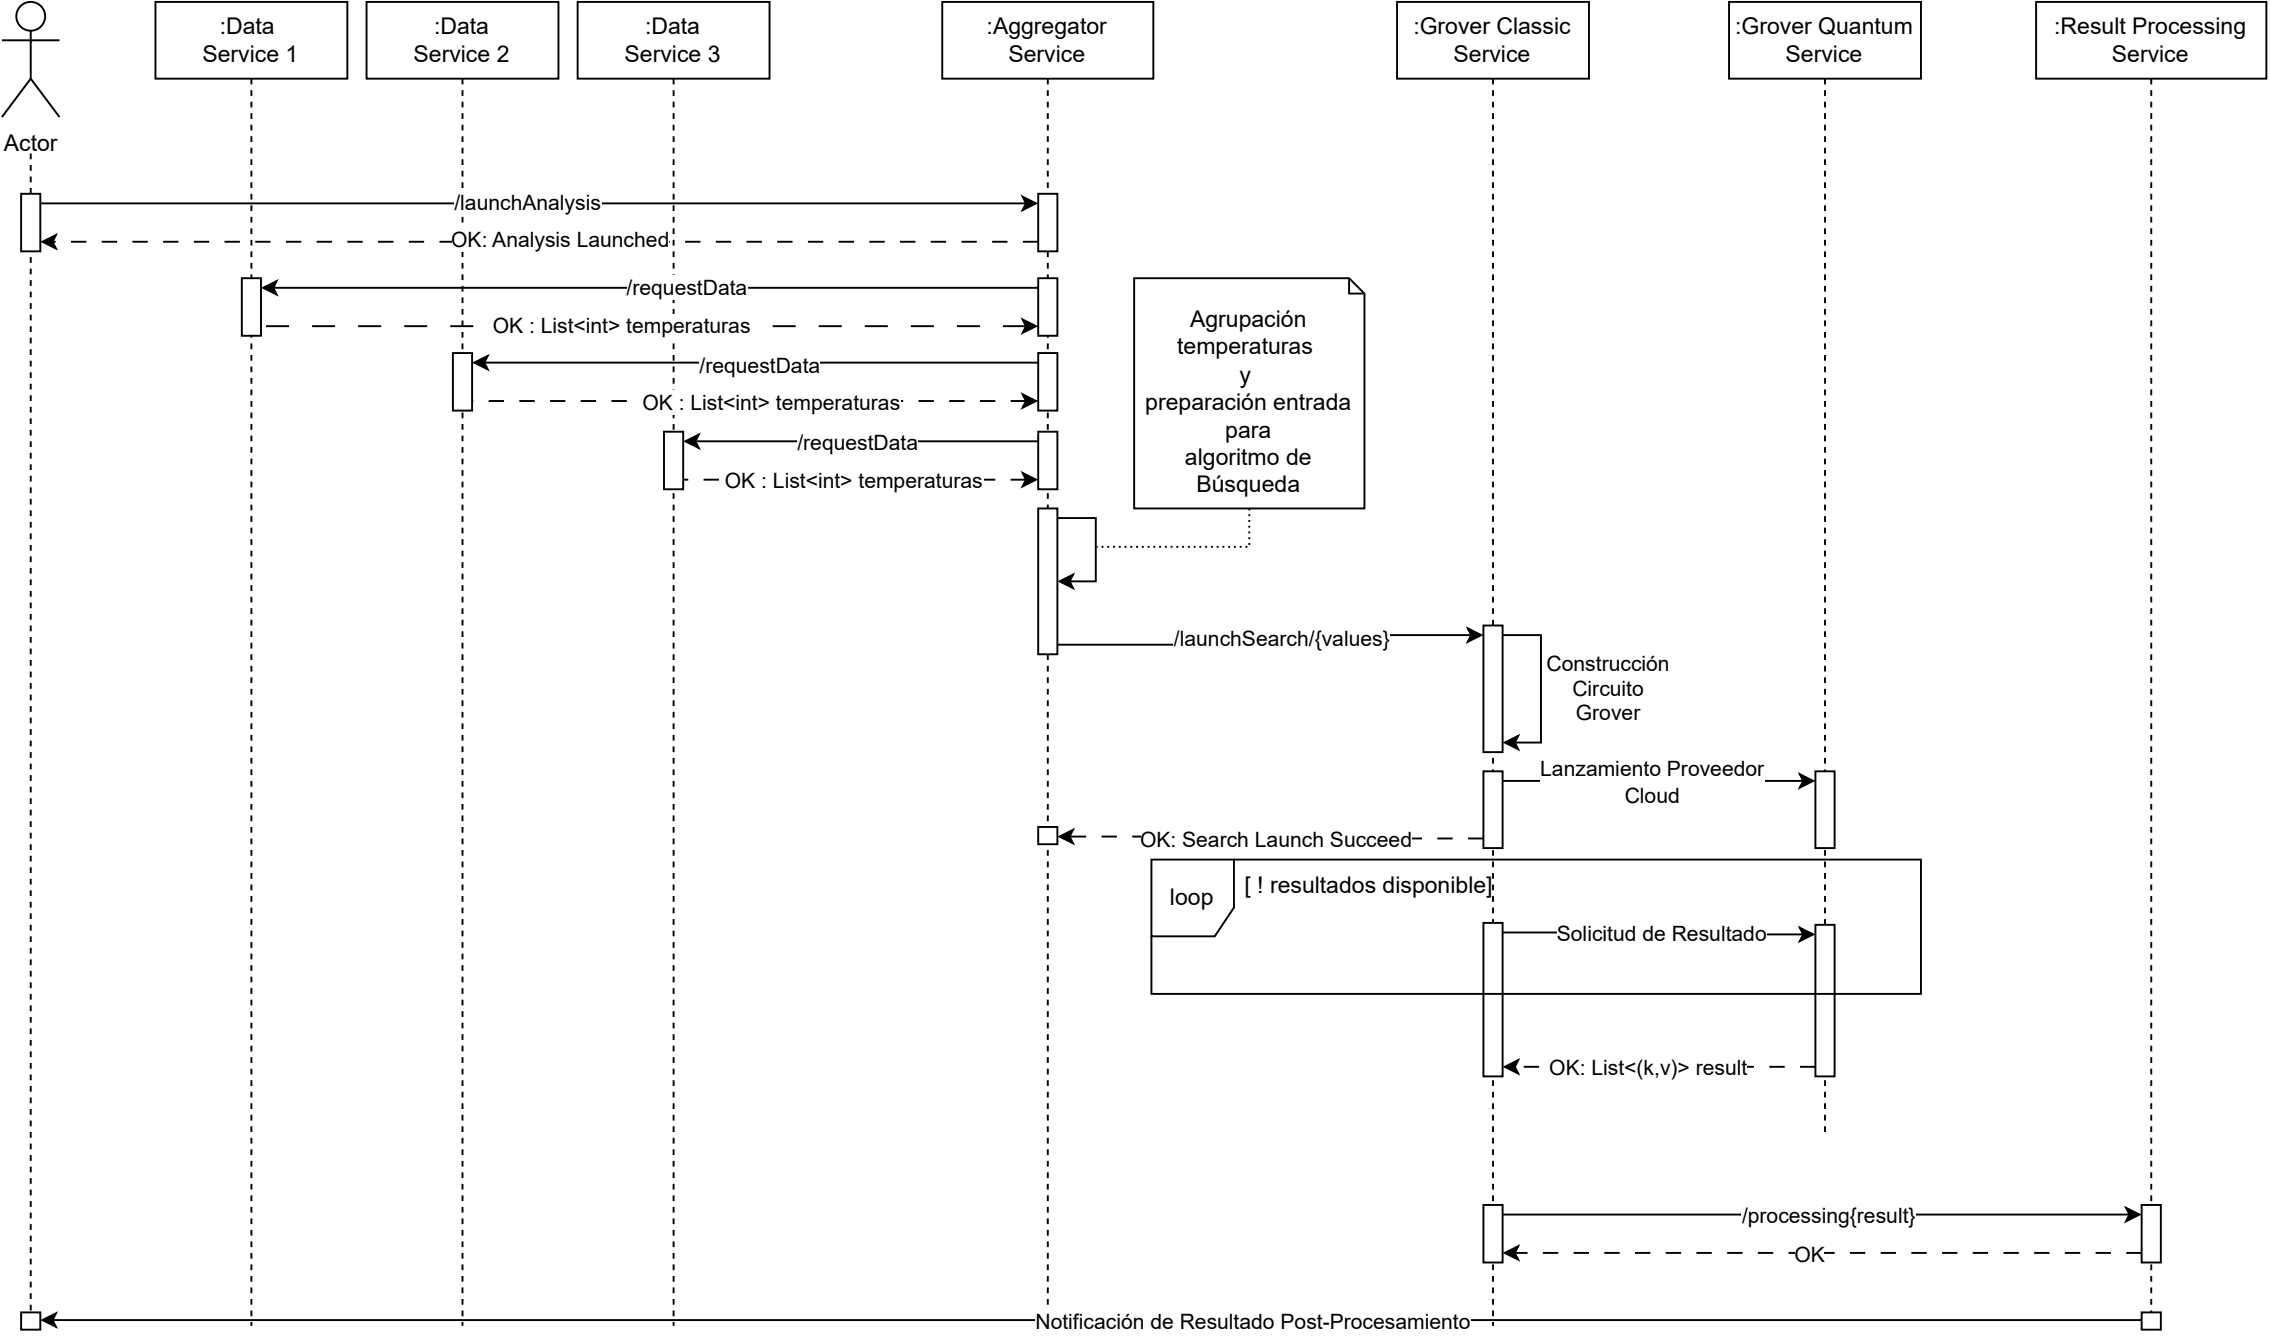 :Data
Service 1
:Data
Service 2
:Data
Service 3
:Aggregator
Service
:Grover Classic
Service
:Grover Quantum
Service
:Result Processing
Service
Actor
/launchAnalysis
OK: Analysis Launched
/requestData
OK : List<int> temperaturas
/requestData
OK : List<int> temperaturas
/requestData
OK : List<int> temperaturas
Agrupación
temperaturas
y
preparación entrada
para
algoritmo de
Búsqueda
/launchSearch/{values}
Construcción
Circuito
Grover
Lanzamiento Proveedor
Cloud
OK: Search Launch Succeed
loop
[ ! resultados disponible]
Solicitud de Resultado
OK: List<(k,v)> result
/processing{result}
OK
Notificación de Resultado Post-Procesamiento